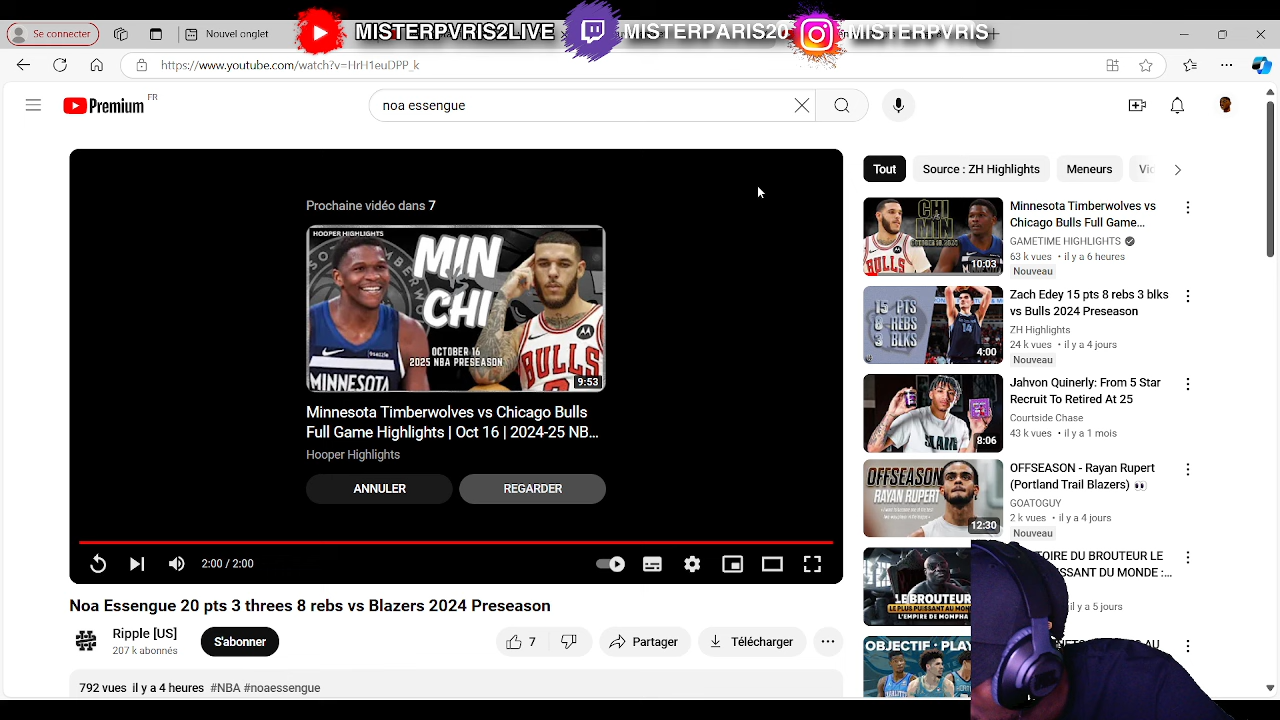 MISTERPVRIS2LIVE
MISTERPARIS20
MISTERPVRIS
Se connecter
Nouvel onglet
https://www.youtube.com/watch?v=HrH1euDPP_k
Premium FR
noa essengue
Prochaine vidéo dans 7
HOOPER HIGHLIGHTS
MIN
CHI
OCTOBER 16
2025 NBA PRESEASON
MINNESOTA
BULLS
9:53
Minnesota Timberwolves vs Chicago Bulls
Full Game Highlights | Oct 16 | 2024-25 NB...
Hooper Highlights
ANNULER
REGARDER
2:00 / 2:00
Noa Essengue 20 pts 3 threes 8 rebs vs Blazers 2024 Preseason
Ripple [US]
207 k abonnés
S'abonner
7
Partager
Télécharger
792 vues il y a 4 heures #NBA #noaessengue
Tout
Source : ZH Highlights
Meneurs
CHI
MIN
BULLS
10:03
Minnesota Timberwolves vs
Chicago Bulls Full Game...
GAMETIME HIGHLIGHTS
63 k vues • il y a 6 heures
Nouveau
15 PTS
8 REBS
3 BLKS
14
4:00
Zach Edey 15 pts 8 rebs 3 blks
vs Bulls 2024 Preseason
ZH Highlights
24 k vues • il y a 4 jours
Nouveau
SLAM
8:06
Jahvon Quinerly: From 5 Star
Recruit To Retired At 25
Courtside Chase
43 k vues • il y a 1 mois
OFFSEASON
RAYAN RUPERT
12:30
OFFSEASON - Rayan Rupert
(Portland Trail Blazers) 👀
GOATOGUY
2 k vues • il y a 4 jours
Nouveau
LE BROUTEUR
LE PLUS PUISSANT AU MON
L'EMPIRE DE MOMPHA
TOIRE DU BROUTEUR LE
SSANT DU MONDE :...
il y a 5 jours
OBJECTIF : PLAY